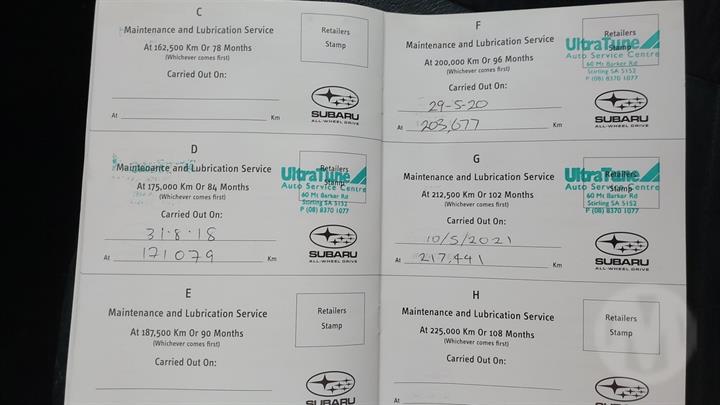 C
Maintenance and Lubrication Service
At 162,500 Km Or 78 Months
(Whichever comes first)
Carried Out On:
At Km
Retailers
Stamp
SUBARU
ALL-WHEEL DRIVE
D
Maintenance and Lubrication Service
At 175,000 Km Or 84 Months
(Whichever comes first)
Carried Out On:
31.8.18
At 171079 Km
Retailers
Stamp
UltraTune
Auto Service Centre
60 Mt Barker Rd
Stirling SA 5152
P (08) 8370 1077
SUBARU
ALL-WHEEL DRIVE
E
Maintenance and Lubrication Service
At 187,500 Km Or 90 Months
(Whichever comes first)
Carried Out On:
Retailers
Stamp
SUBARU
F
Maintenance and Lubrication Service
At 200,000 Km Or 96 Months
(Whichever comes first)
Carried Out On:
29-5-20
At 203,677 Km
Retailers
Stamp
UltraTune
Auto Service Centre
60 Mt Barker Rd
Stirling SA 5152
P (08) 8370 1077
SUBARU
ALL-WHEEL DRIVE
G
Maintenance and Lubrication Service
At 212,500 Km Or 102 Months
(Whichever comes first)
Carried Out On:
10/5/2021
At 217,441 Km
Retailers
Stamp
UltraTune
Auto Service Centre
60 Mt Barker Rd
Stirling SA 5152
P (08) 8370 1077
SUBARU
ALL-WHEEL DRIVE
H
Maintenance and Lubrication Service
At 225,000 Km Or 108 Months
(Whichever comes first)
Carried Out On:
Retailers
Stamp
SUBARU